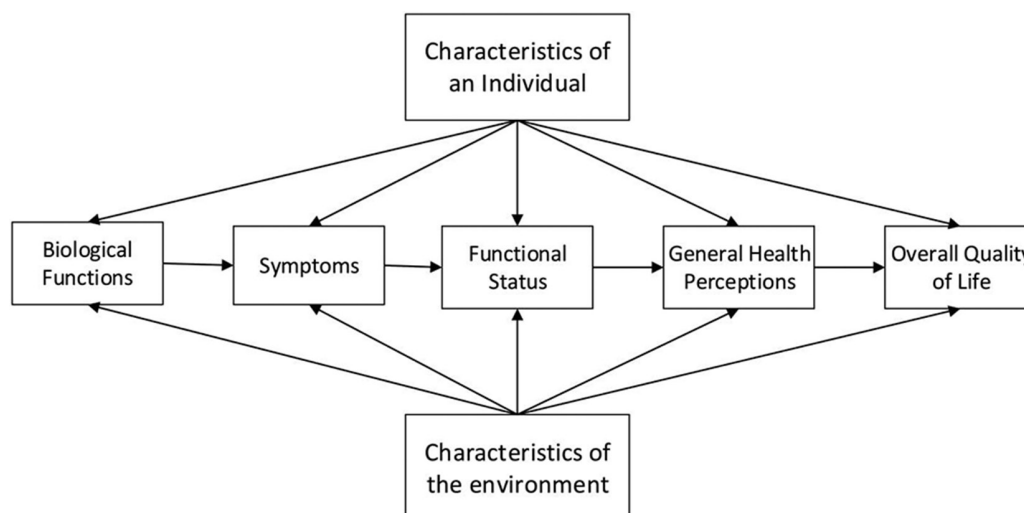 Characteristics of
an Individual
Biological
Functions
Symptoms
Functional
Status
General Health
Perceptions
Overall Quality
of Life
Characteristics of
the environment